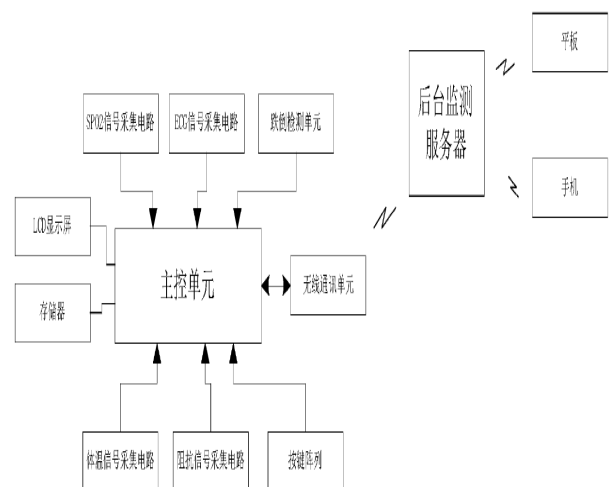 平板
后台监测
服务器
SPO2信号采集电路
ECG信号采集电路
跌倒检测单元
手机
LCD显示屏
主控单元
无线通讯单元
存储器
体温信号采集电路
阻抗信号采集电路
按键阵列